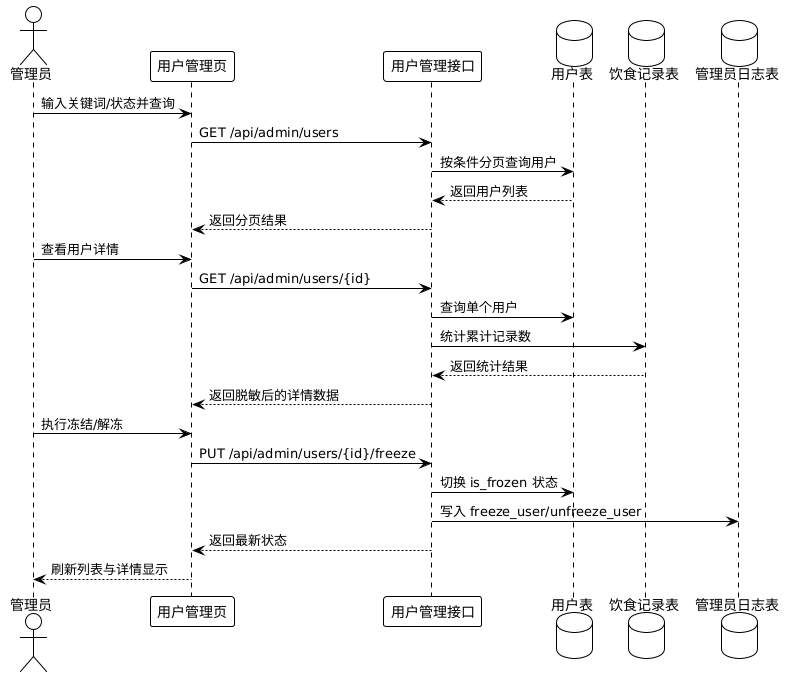 管理员
用户管理页
用户管理接口
用户表
饮食记录表
管理员日志表
输入关键词/状态并查询
GET /api/admin/users
按条件分页查询用户
返回用户列表
返回分页结果
查看用户详情
GET /api/admin/users/{id}
查询单个用户
统计累计记录数
返回统计结果
返回脱敏后的详情数据
执行冻结/解冻
PUT /api/admin/users/{id}/freeze
切换 is_frozen 状态
写入 freeze_user/unfreeze_user
返回最新状态
刷新列表与详情显示
管理员
用户管理页
用户管理接口
用户表
饮食记录表
管理员日志表